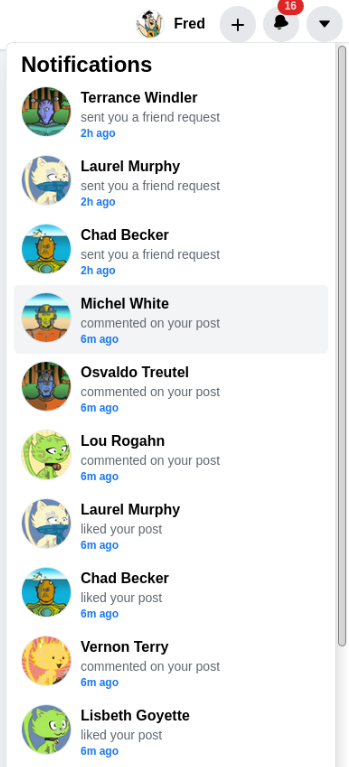 Fred
16
Notifications
Terrance Windler
sent you a friend request
2h ago
Laurel Murphy
sent you a friend request
2h ago
Chad Becker
sent you a friend request
2h ago
Michel White
commented on your post
6m ago
Osvaldo Treutel
commented on your post
6m ago
Lou Rogahn
commented on your post
6m ago
Laurel Murphy
liked your post
6m ago
Chad Becker
liked your post
6m ago
Vernon Terry
commented on your post
6m ago
Lisbeth Goyette
liked your post
6m ago